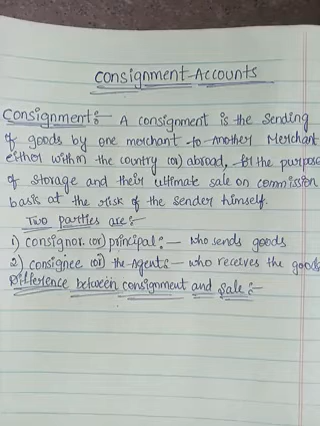 Consignment Accounts
Consignment:- A consignment is the sending
of goods by one merchant to another Merchant
either within the country (or) abroad, for the purpose
of storage and their ultimate sale on commission
basis at the risk of the sender himself.
Two parties are:-
1) consignor (or) principal:- who sends goods
2) consignee (or) the Agents:- who receives the goods
Difference between consignment and sale:-